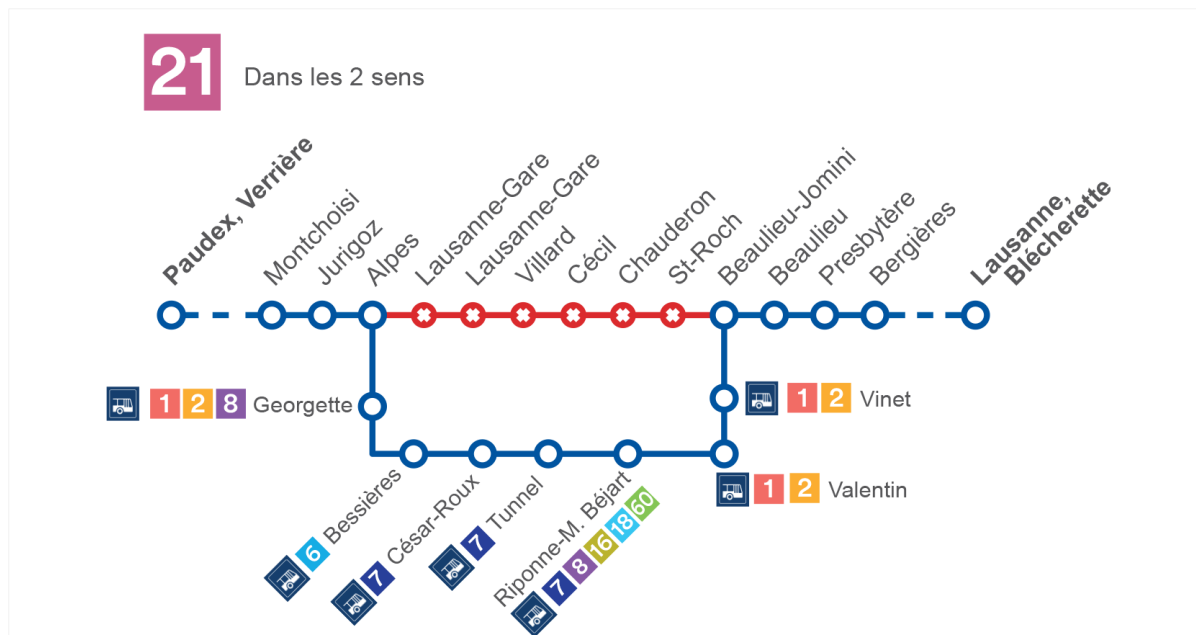 21
Dans les 2 sens
Paudex, Verrière
Montchoisi
Jurigoz
Alpes
Lausanne-Gare
Lausanne-Gare
Villard
Cécil
Chauderon
St-Roch
Beaulieu-Jomini
Beaulieu
Presbytère
Bergières
Lausanne,
Blécherette
1 2 8 Georgette
1 2 Vinet
6 Bessières
7 César-Roux
7 Tunnel
7 8 16 18 60
Riponne-M. Béjart
1 2 Valentin